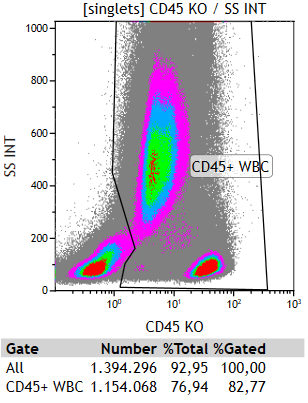 [singlets] CD45 KO / SS INT
1000
800
600
400
200
0
SS INT
CD45+ WBC
10⁰ 10¹ 10² 10³
CD45 KO
Gate Number %Total %Gated
All 1.394.296 92,95 100,00
CD45+ WBC 1.154.068 76,94 82,77